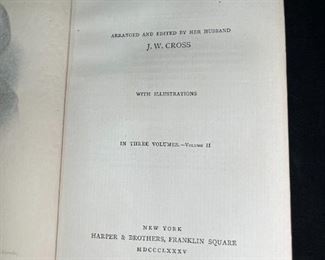 ARRANGED AND EDITED BY HER HUSBAND
J. W. CROSS
WITH ILLUSTRATIONS
IN THREE VOLUMES.—VOLUME II
NEW YORK
HARPER & BROTHERS, FRANKLIN SQUARE
MDCCCLXXXV